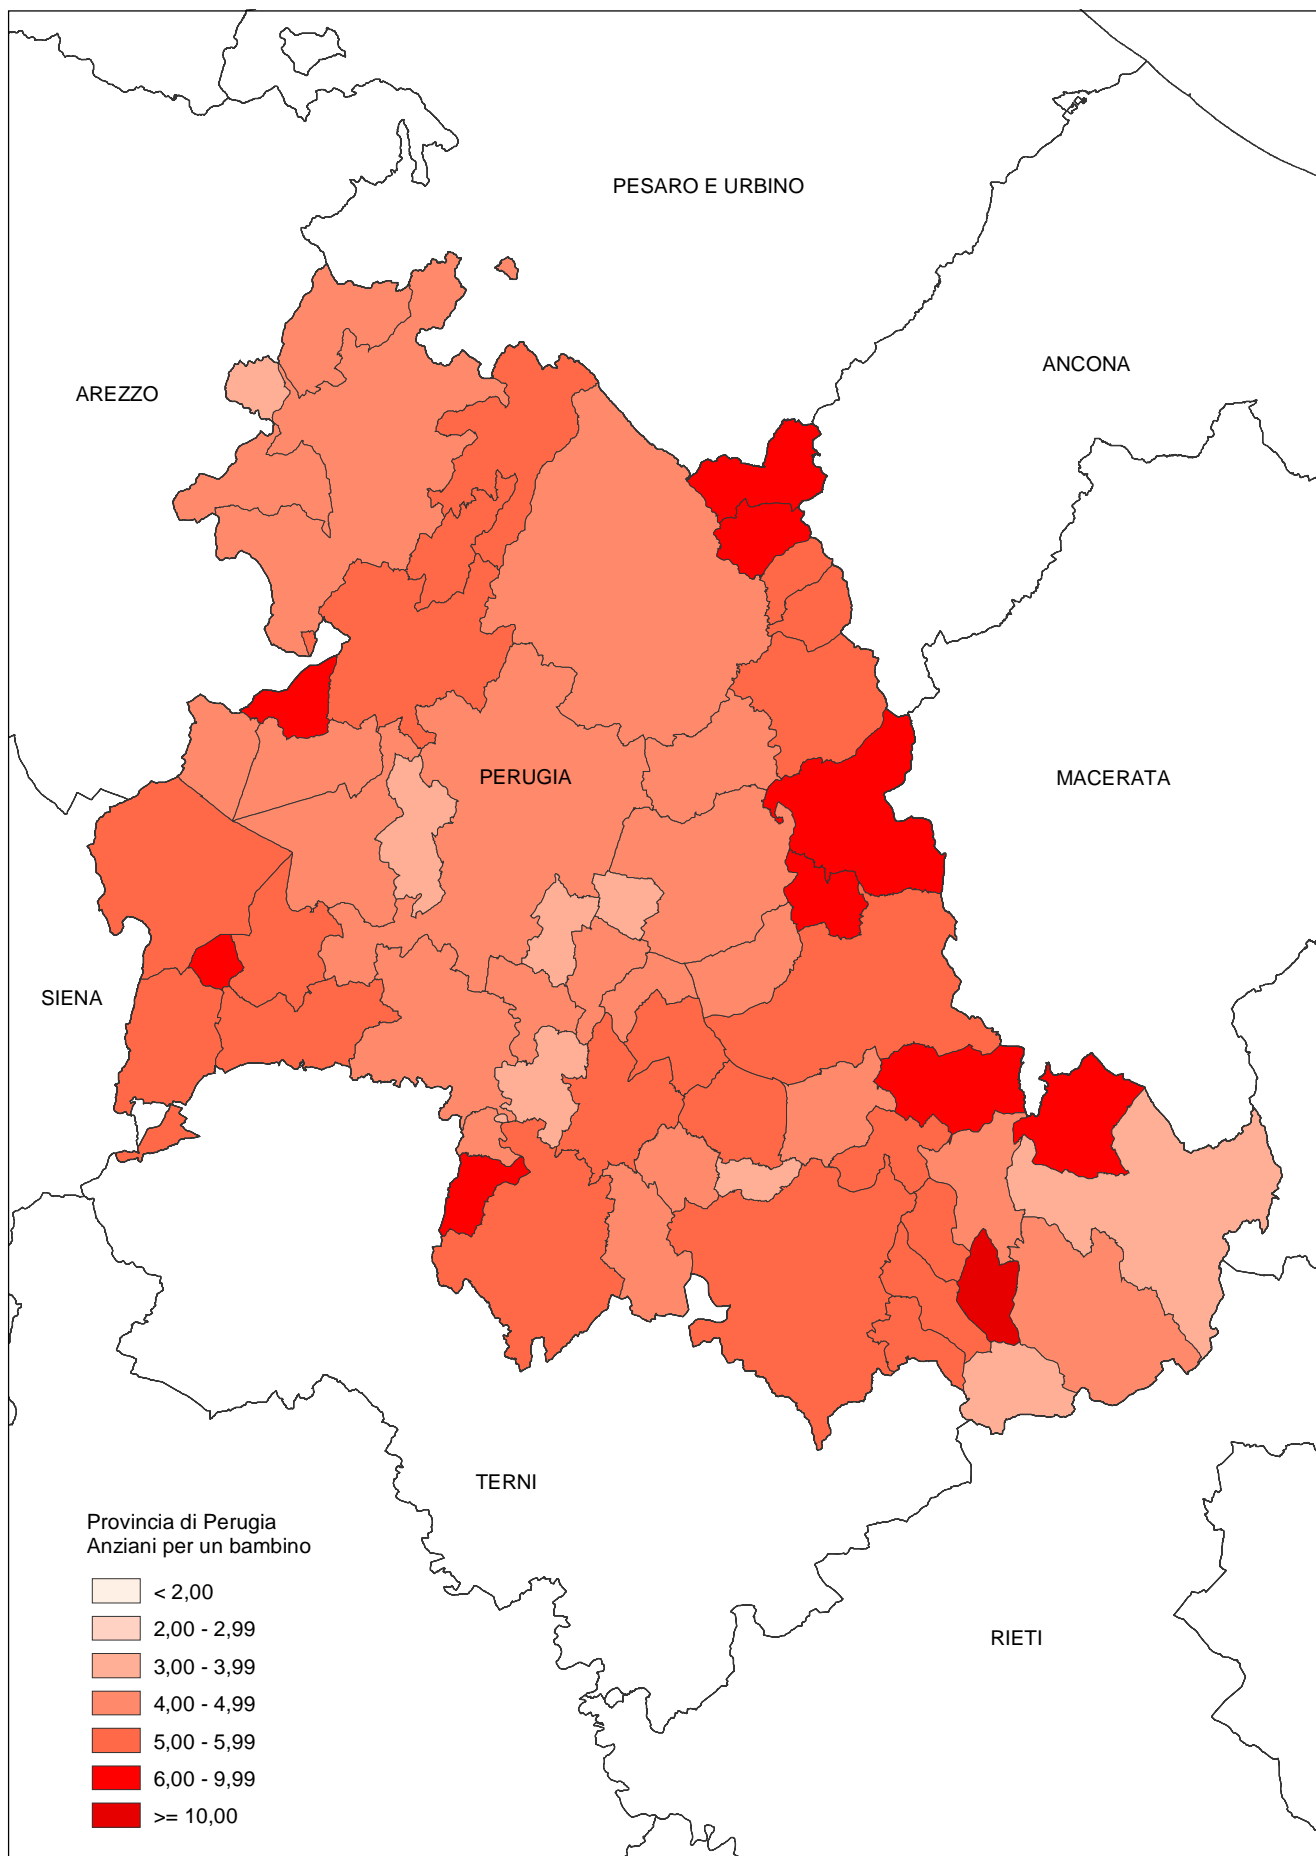 PESARO E URBINO
ANCONA
AREZZO
PERUGIA
MACERATA
SIENA
TERNI
RIETI
Provincia di Perugia
Anziani per un bambino
< 2,00
2,00 - 2,99
3,00 - 3,99
4,00 - 4,99
5,00 - 5,99
6,00 - 9,99
>= 10,00